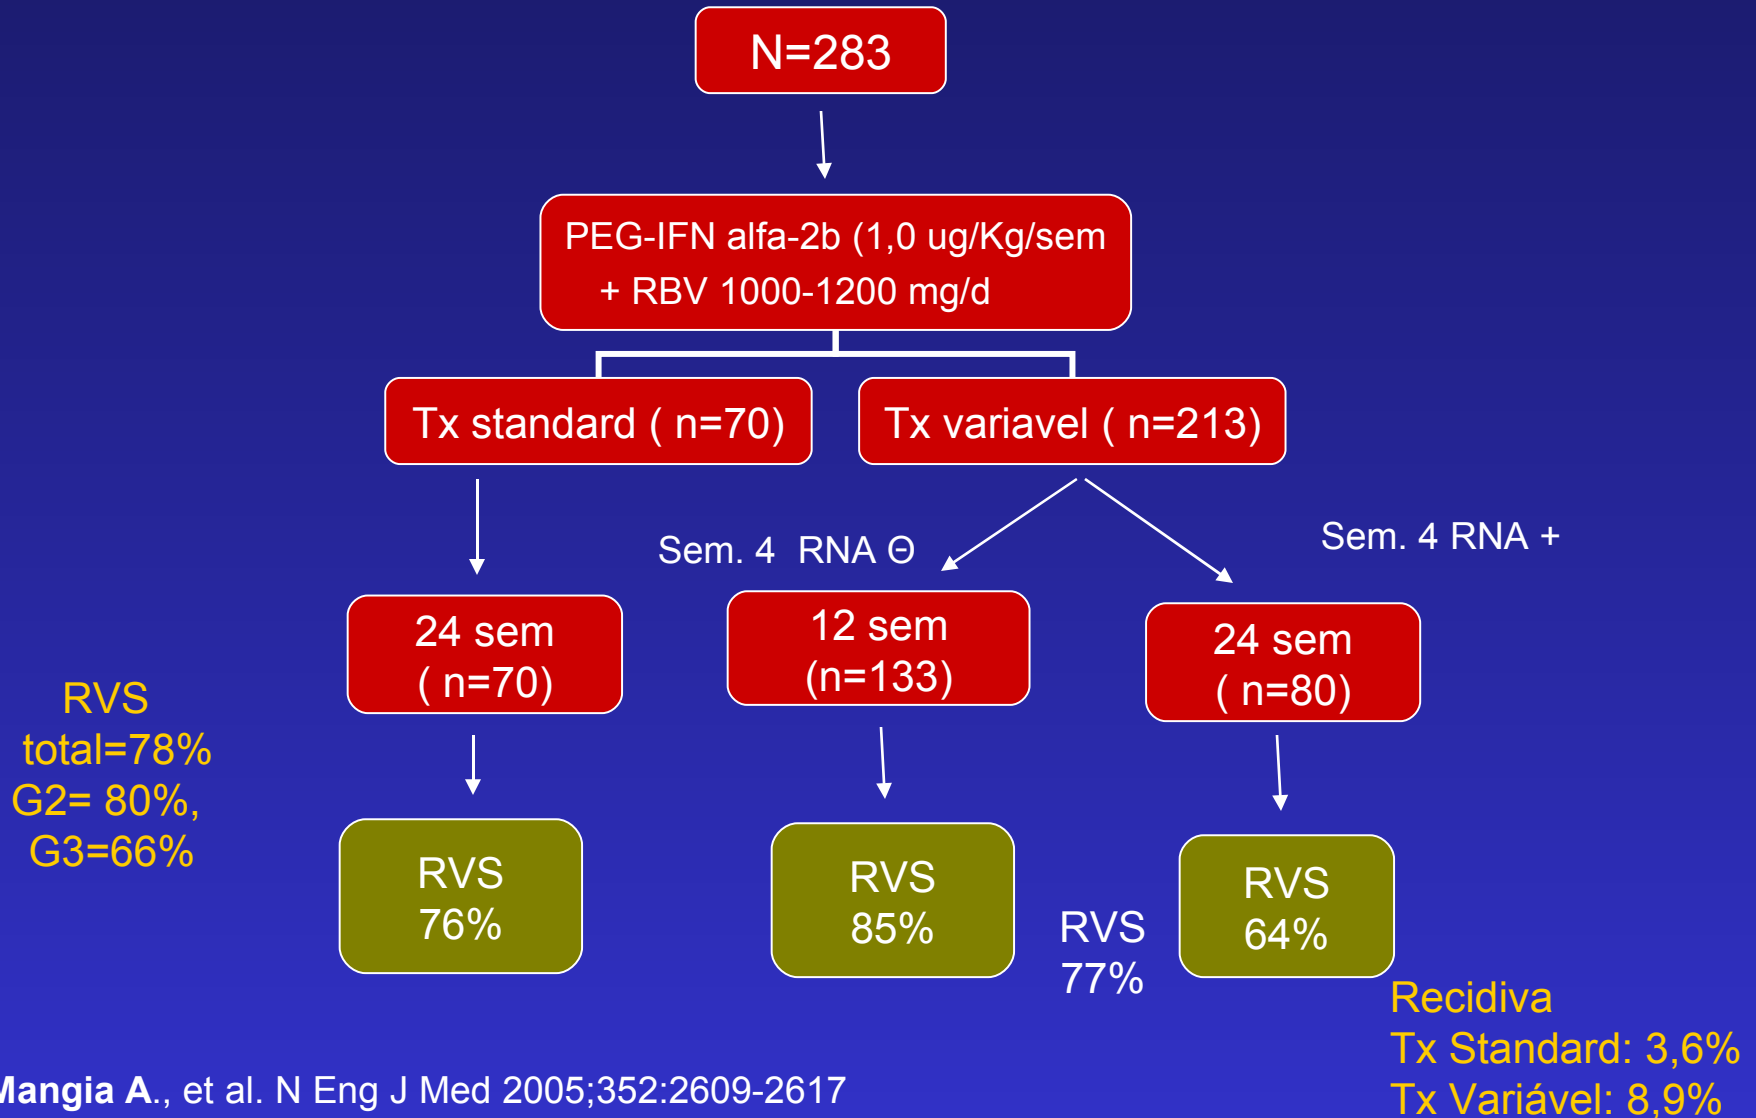 N=283
PEG-IFN alfa-2b (1,0 ug/Kg/sem
+ RBV 1000-1200 mg/d
Tx standard ( n=70)
Tx variavel ( n=213)
Sem. 4 RNA Θ
Sem. 4 RNA +
24 sem
( n=70)
12 sem
(n=133)
24 sem
( n=80)
RVS
total=78%
G2= 80%,
G3=66%
RVS
76%
RVS
85%
RVS
77%
RVS
64%
Recidiva
Tx Standard: 3,6%
Tx Variável: 8,9%
Mangia A., et al. N Eng J Med 2005;352:2609-2617